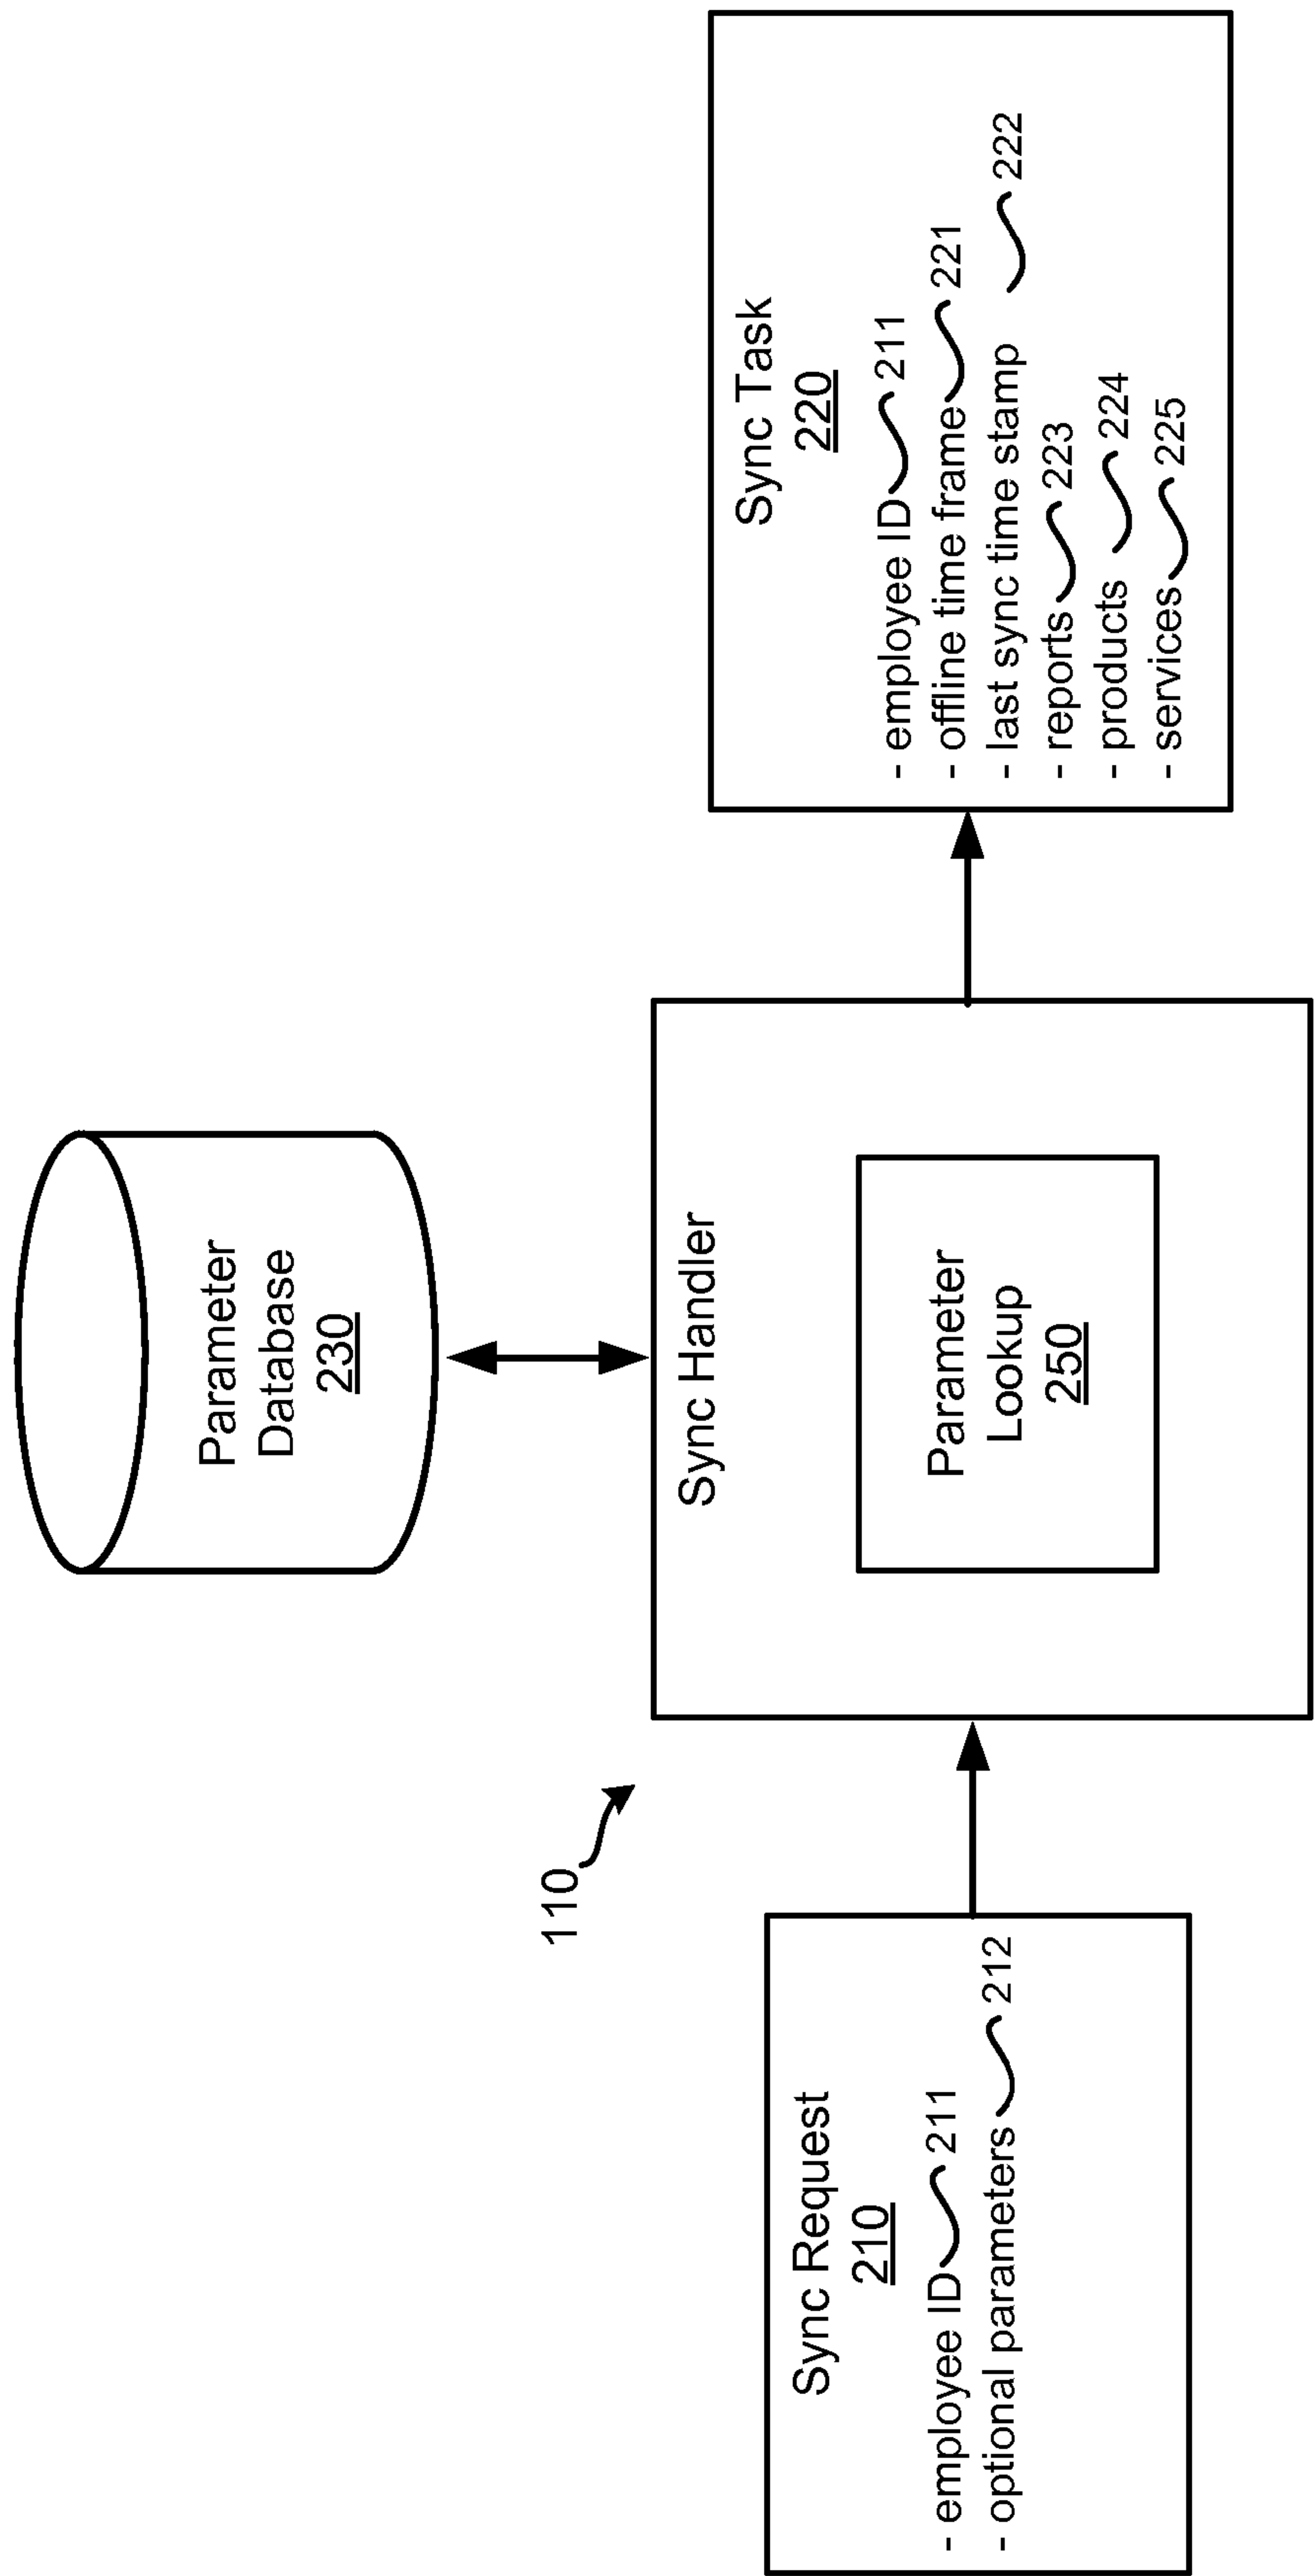 Parameter
Database
230
110
Sync Request
210
- employee ID 211
- optional parameters 212
Sync Handler
Parameter
Lookup
250
Sync Task
220
- employee ID 211
- offline time frame 221
- last sync time stamp 222
- reports 223
- products 224
- services 225